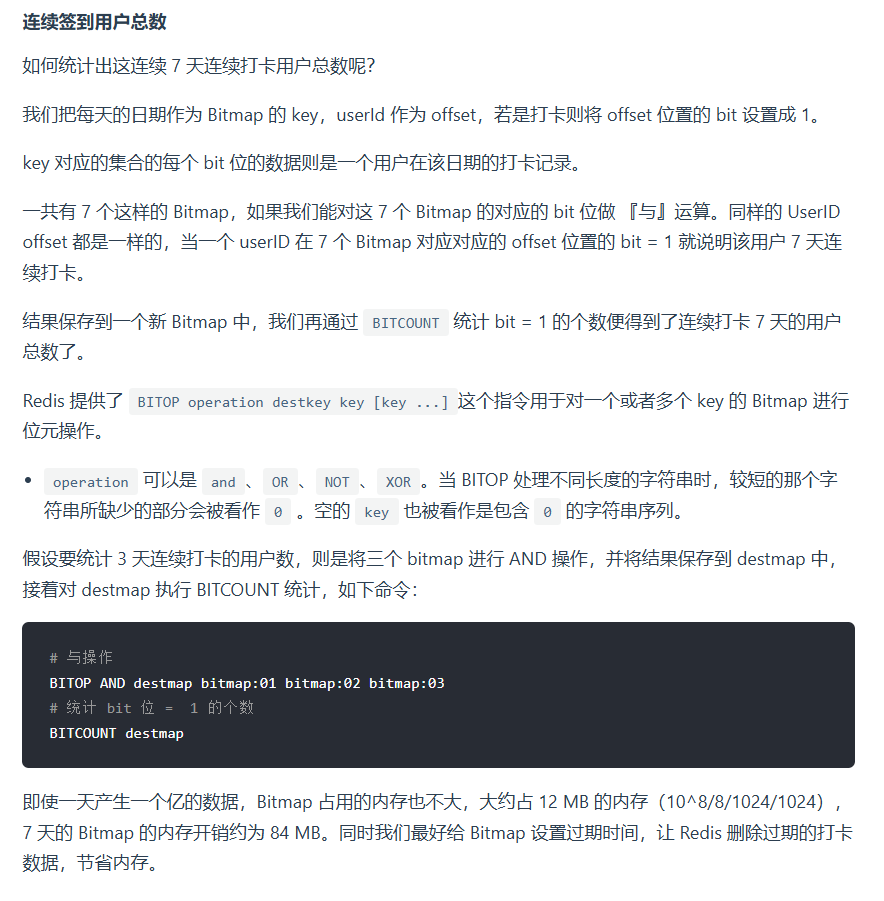 连续签到用户总数
如何统计出这连续 7 天连续打卡用户总数呢？
我们把每天的日期作为 Bitmap 的 key，userId 作为 offset，若是打卡则将 offset 位置的 bit 设置成 1。
key 对应的集合的每个 bit 位的数据则是一个用户在该日期的打卡记录。
一共有 7 个这样的 Bitmap，如果我们能对这 7 个 Bitmap 的对应的 bit 位做 『与』运算。同样的 UserID
offset 都是一样的，当一个 userID 在 7 个 Bitmap 对应对应的 offset 位置的 bit = 1 就说明该用户 7 天连
续打卡。
结果保存到一个新 Bitmap 中，我们再通过 BITCOUNT 统计 bit = 1 的个数便得到了连续打卡 7 天的用户
总数了。
Redis 提供了 BITOP operation destkey key [key ...] 这个指令用于对一个或者多个 key 的 Bitmap 进行
位元操作。
• operation 可以是 and、OR、NOT、XOR。当 BITOP 处理不同长度的字符串时，较短的那个字
符串所缺少的部分会被看作 0 。空的 key 也被看作是包含 0 的字符串序列。
假设要统计 3 天连续打卡的用户数，则是将三个 bitmap 进行 AND 操作，并将结果保存到 destmap 中，
接着对 destmap 执行 BITCOUNT 统计，如下命令：
# 与操作
BITOP AND destmap bitmap:01 bitmap:02 bitmap:03
# 统计 bit 位 =  1 的个数
BITCOUNT destmap
即使一天产生一个亿的数据，Bitmap 占用的内存也不大，大约占 12 MB 的内存（10^8/8/1024/1024），
7 天的 Bitmap 的内存开销约为 84 MB。同时我们最好给 Bitmap 设置过期时间，让 Redis 删除过期的打卡
数据，节省内存。